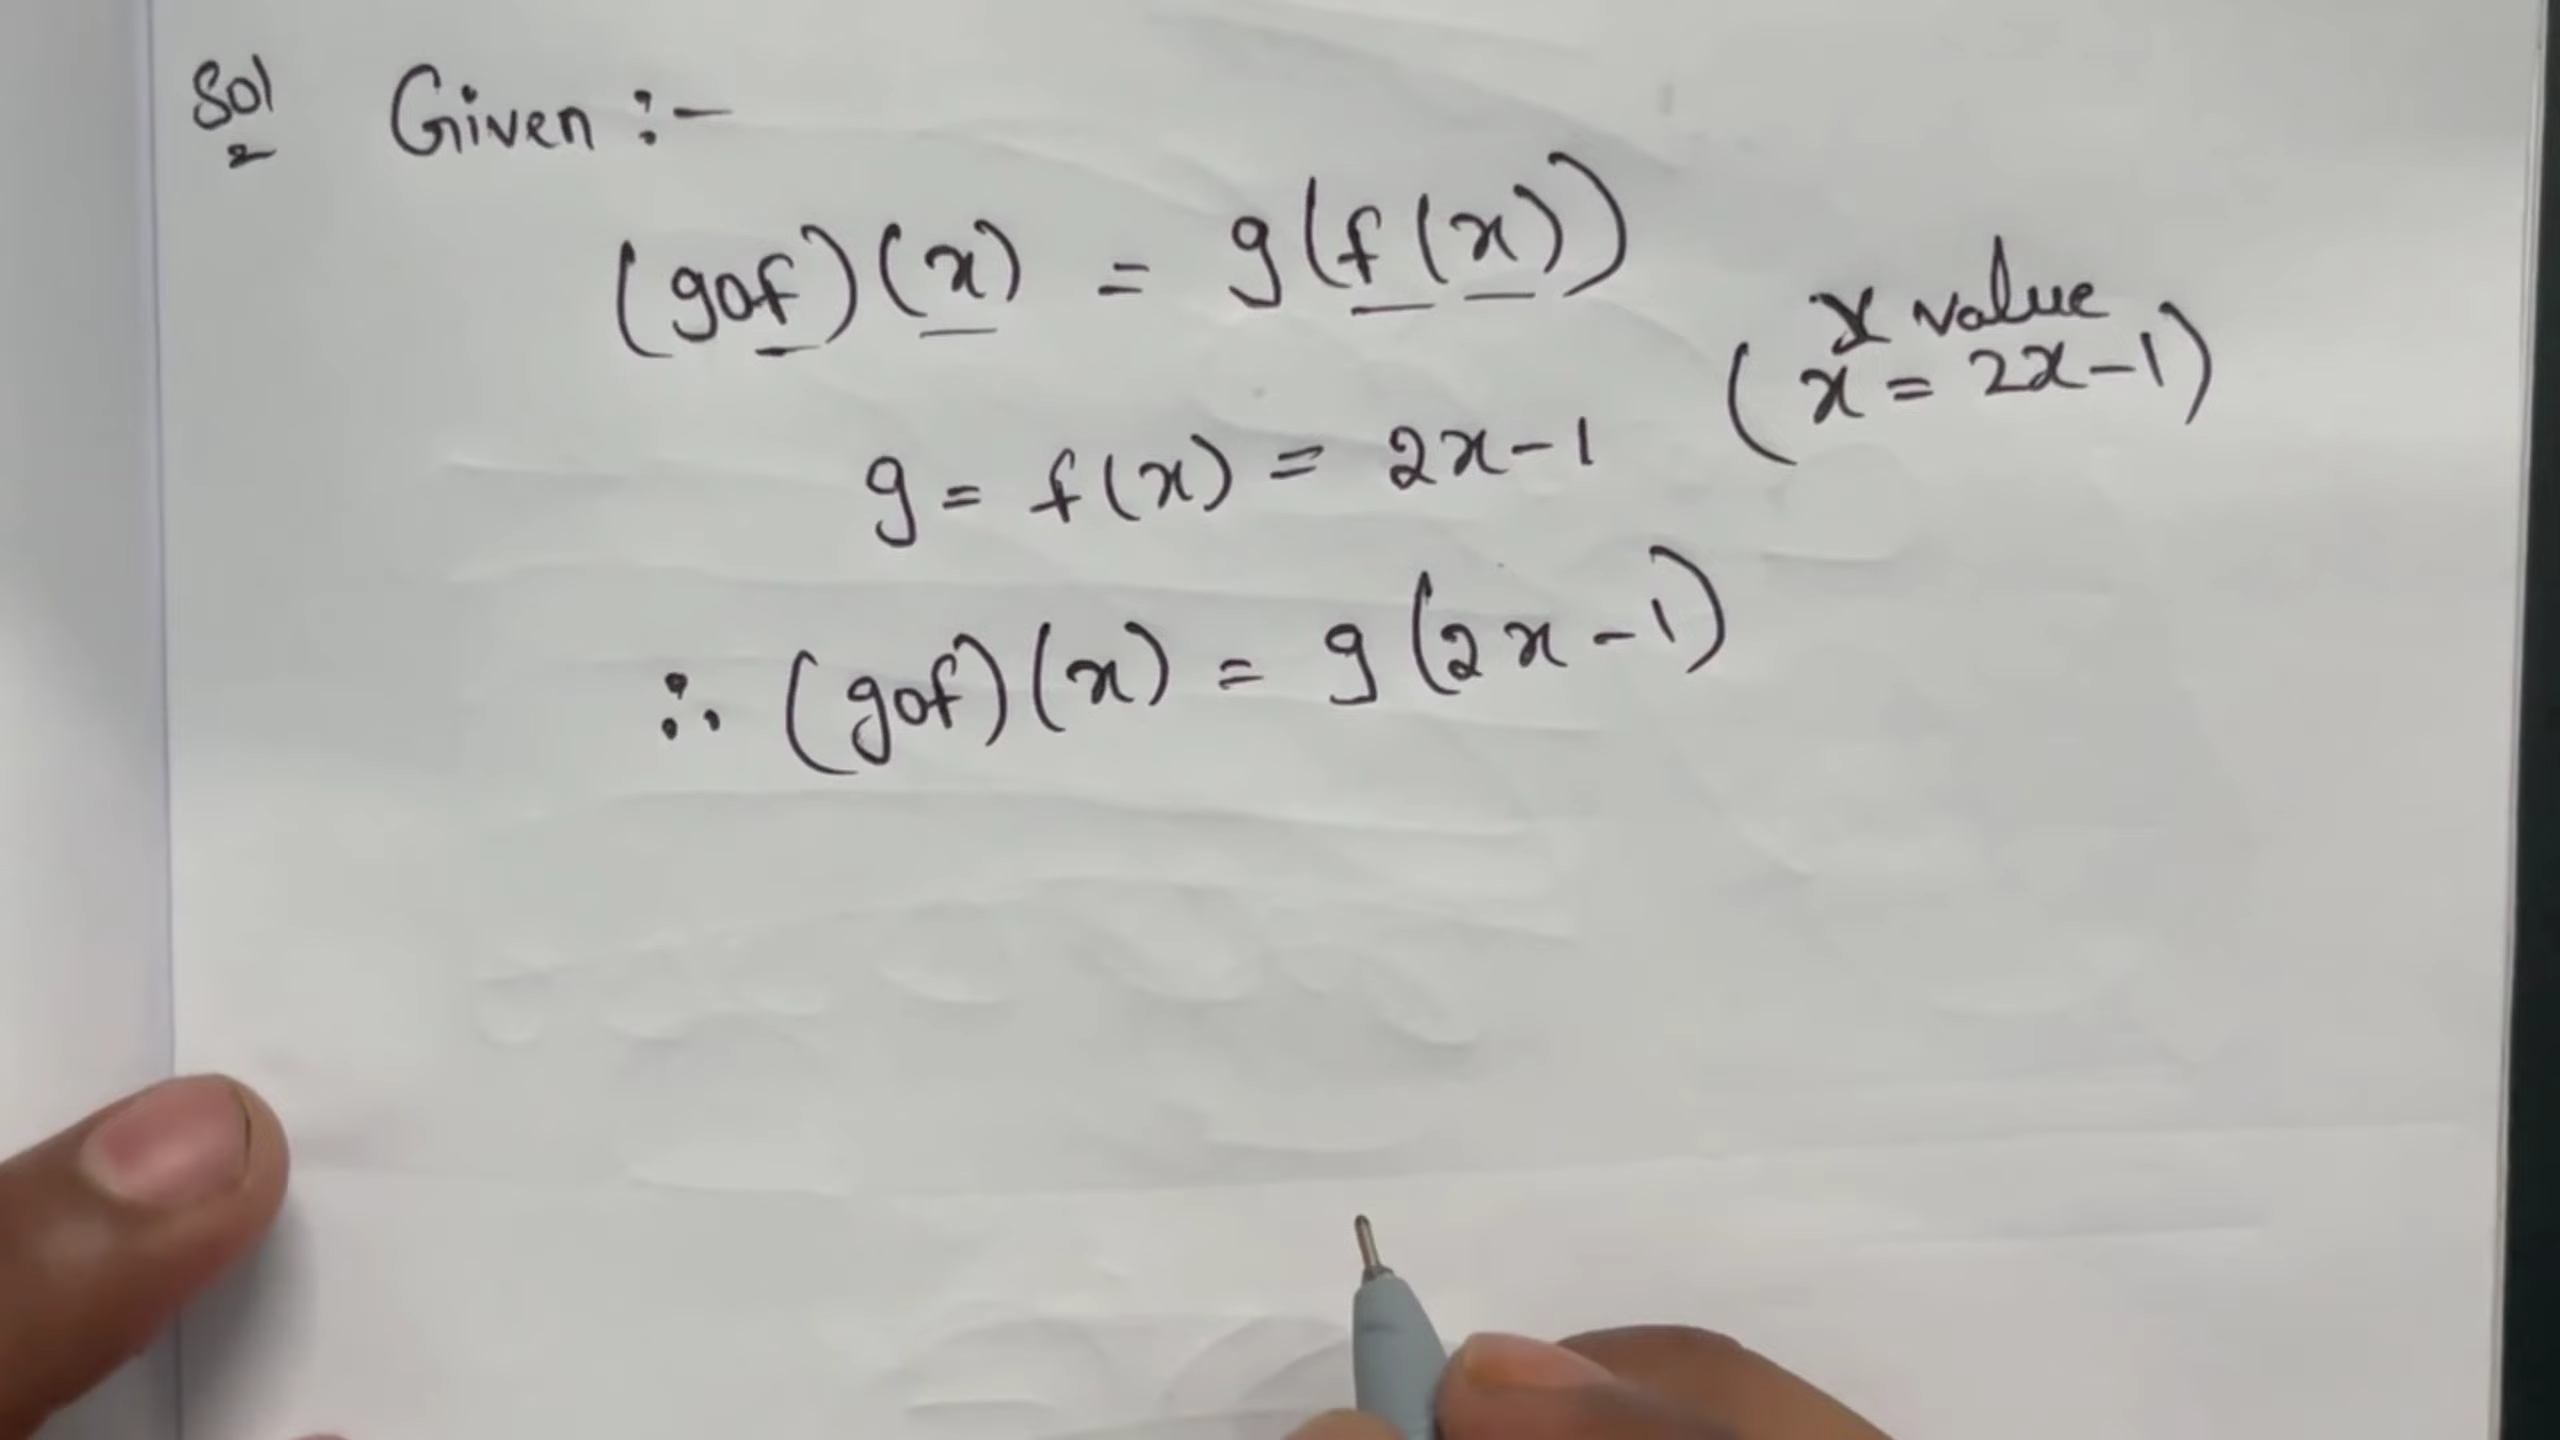 Sol Given :-
(gof)(x) = g(f(x))
x value
(x = 2x-1)
g = f(x) = 2x-1
∴ (gof)(x) = g(2x-1)